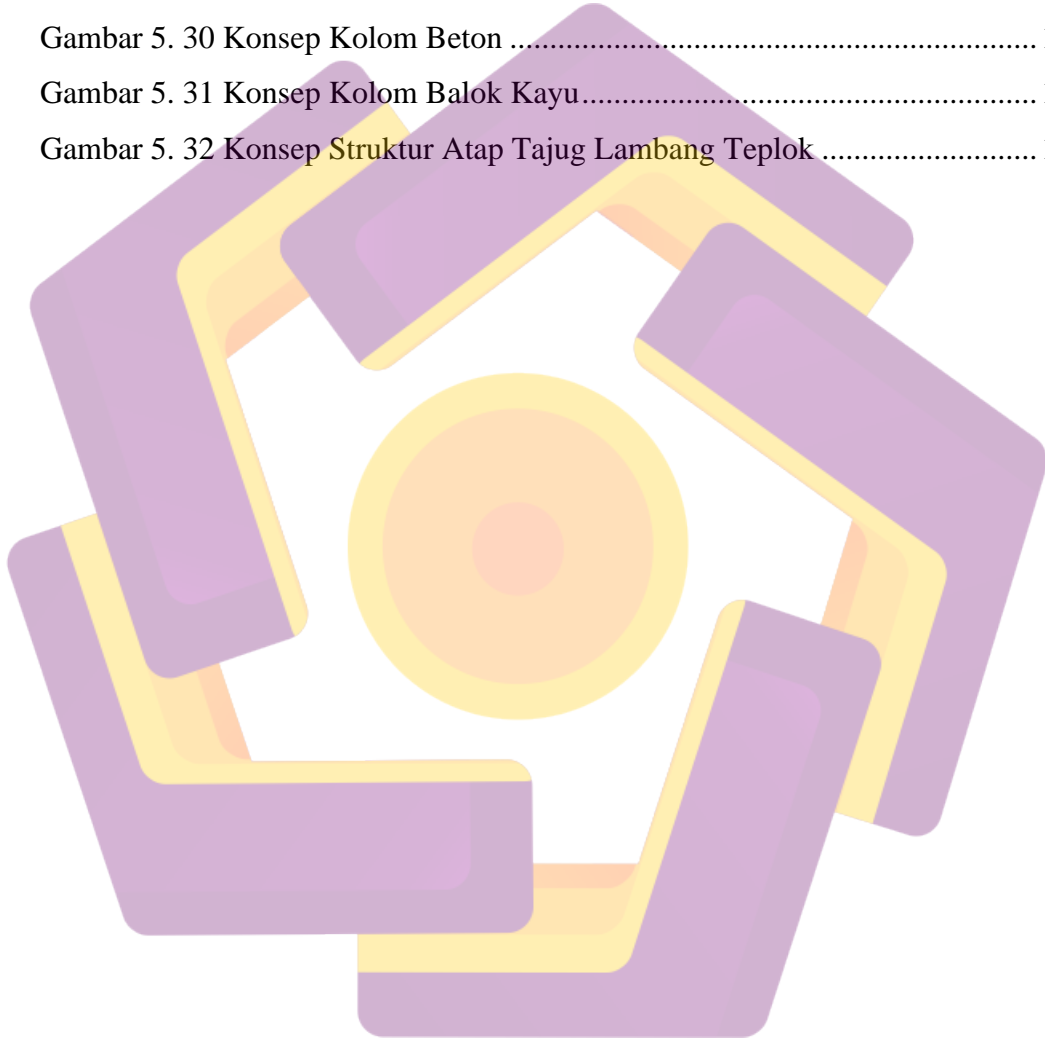 Gambar 5. 30 Konsep Kolom Beton ..................................................................
Gambar 5. 31 Konsep Kolom Balok Kayu.........................................................
Gambar 5. 32 Konsep Struktur Atap Tajug Lambang Teplok ...........................